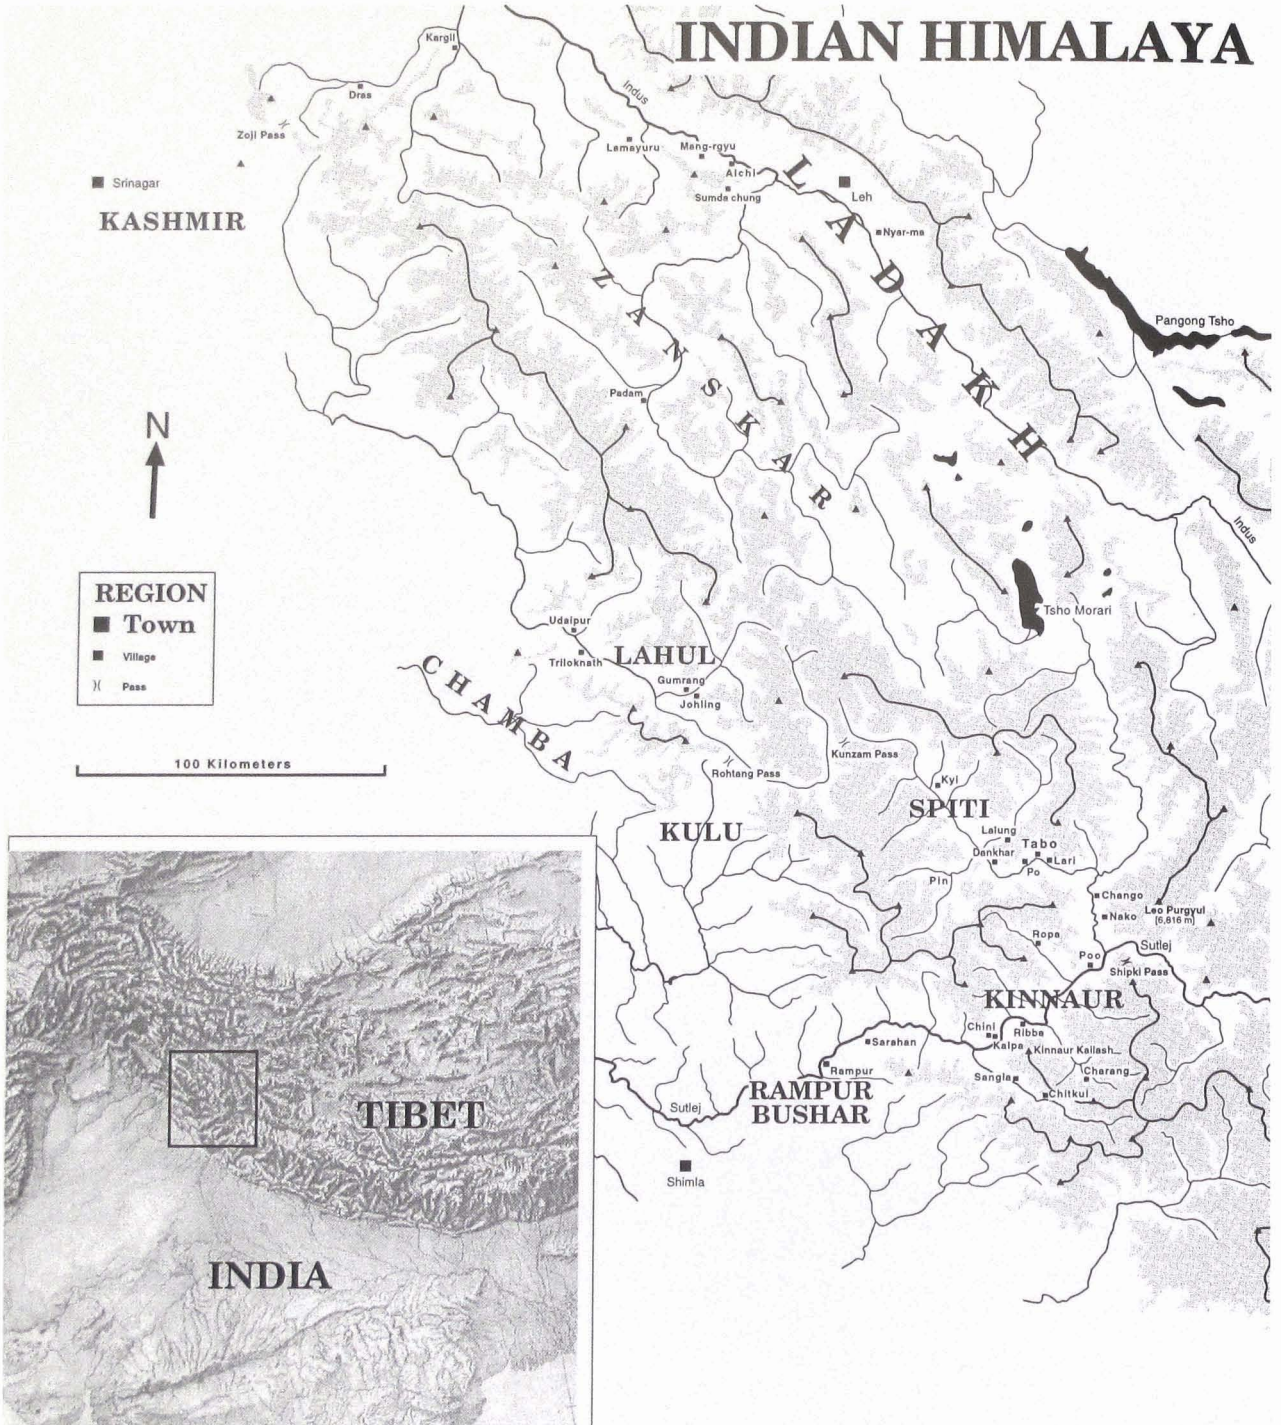 INDIAN HIMALAYA
Kargil
Indus
Dras
Zoji Pass
Lamayuru
Mang-rgyu
Alchi
Sumda chung
Srinagar
KASHMIR
Leh
LADAKH
Nyar-ma
ZANSKAR
Pangong Tsho
Padam
N
Indus
REGION
Town
Village
Pass
Tsho Morari
Udaipur
Triloknath
LAHUL
Gumrang
Johling
CHAMBA
Kunzam Pass
Rohtang Pass
100 Kilometers
Kyi
SPITI
KULU
Lalung
Tabo
Dankhar
Lari
Po
Pin
Chango
Leo Purgyul
[6,816 m]
Nako
Ropa
Sutlej
Poo
Shipki Pass
KINNAUR
Chini
Ribba
Sarahan
Kalpa
Kinnaur Kailash
Rampur
Sangla
Charang
RAMPUR
BUSHAR
Chitkul
Sutlej
Shimla
TIBET
INDIA